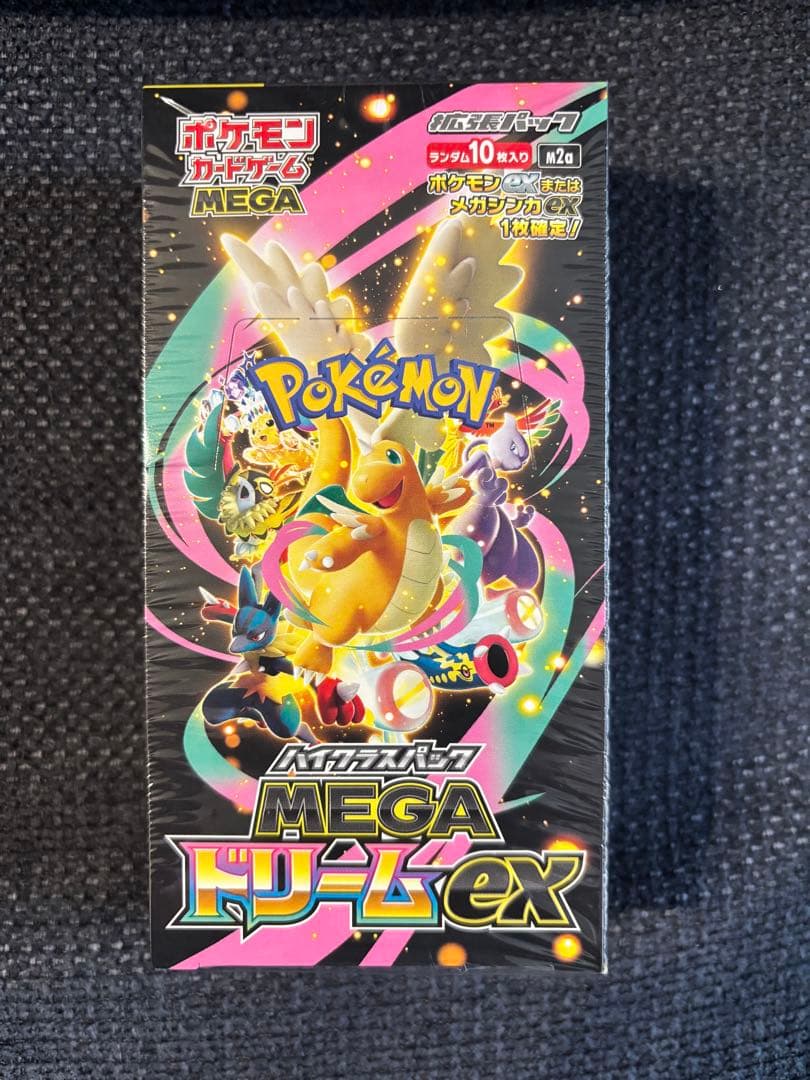 ポケモン
カードゲーム™
MEGA
拡張パック
ランダム10枚入り M2a
ポケモンexまたは
メガシンカex
1枚確定!
POKéMON™
ハイクラスパック
MEGA
ドリームex